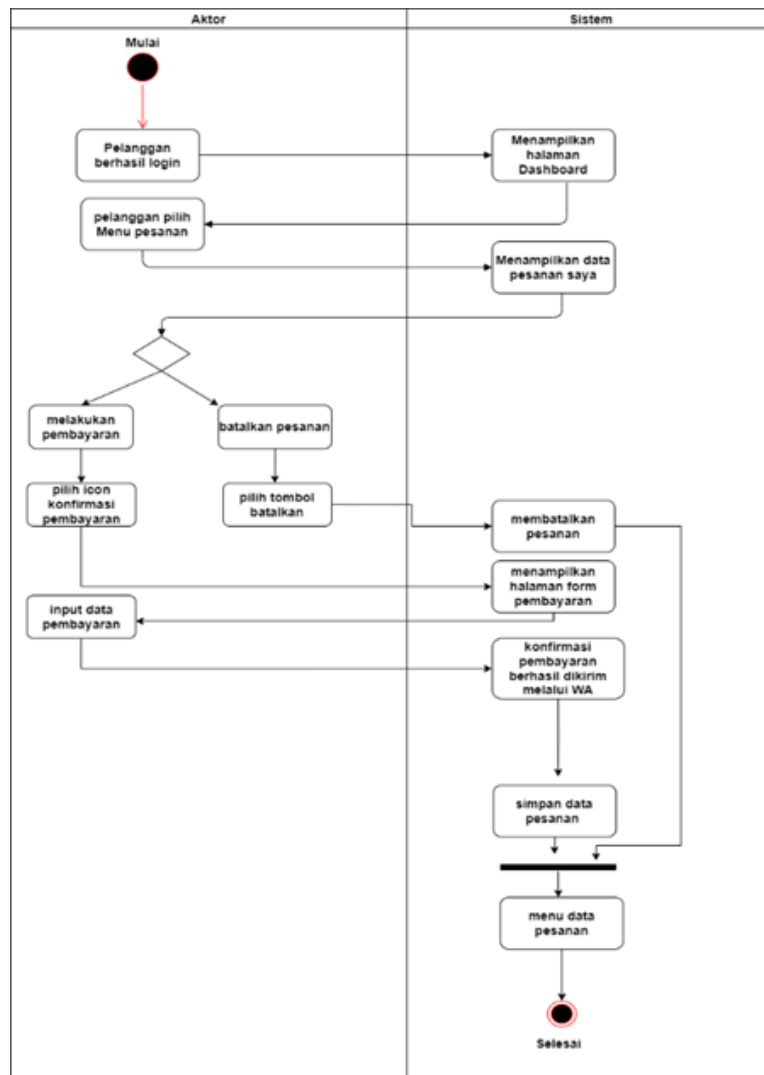 Aktor
Sistem
Mulai
Pelanggan
berhasil login
Menampilkan
halaman
Dashboard
pelanggan pilih
Menu pesanan
Menampilkan data
pesanan saya
melakukan
pembayaran
batalkan pesanan
pilih icon
konfirmasi
pembayaran
pilih tombol
batalkan
membatalkan
pesanan
menampilkan
halaman form
pembayaran
input data
pembayaran
konfirmasi
pembayaran
berhasil dikirim
melalui WA
simpan data
pesanan
menu data
pesanan
Selesai